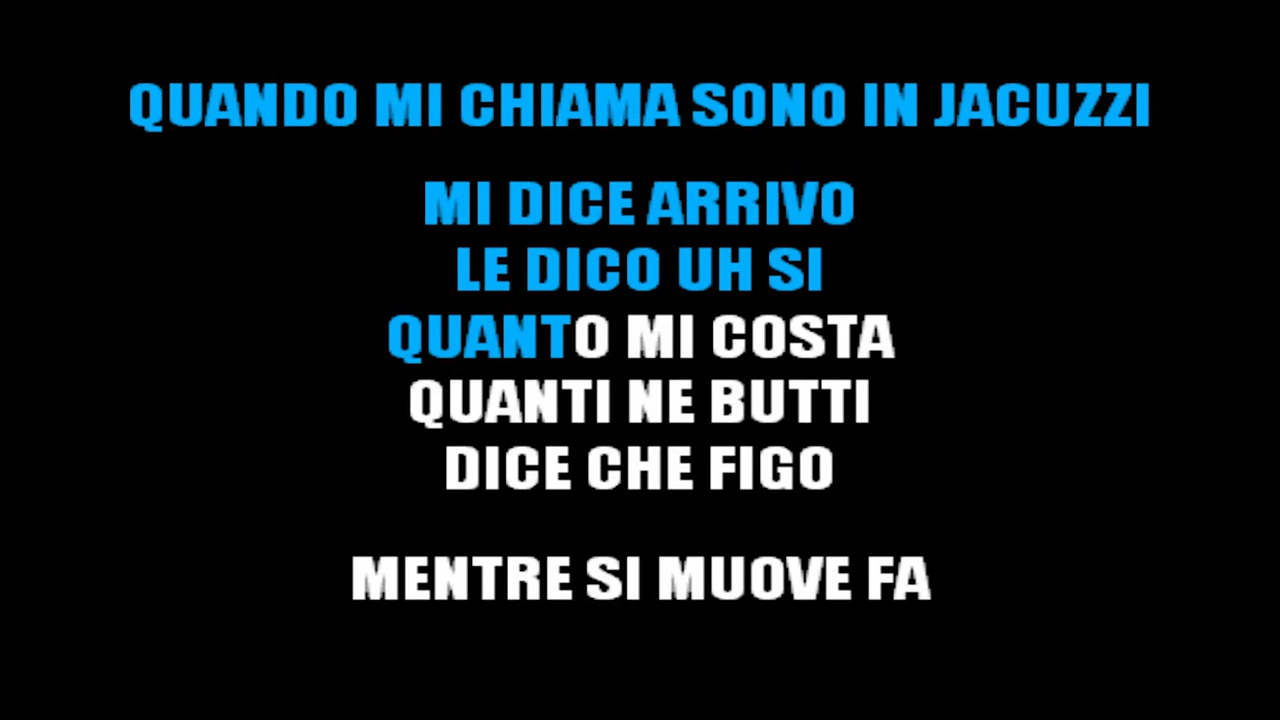 QUANDO MI CHIAMA SONO IN JACUZZI
MI DICE ARRIVO
LE DICO UH SI
QUANTO MI COSTA
QUANTI NE BUTTI
DICE CHE FIGO
MENTRE SI MUOVE FA